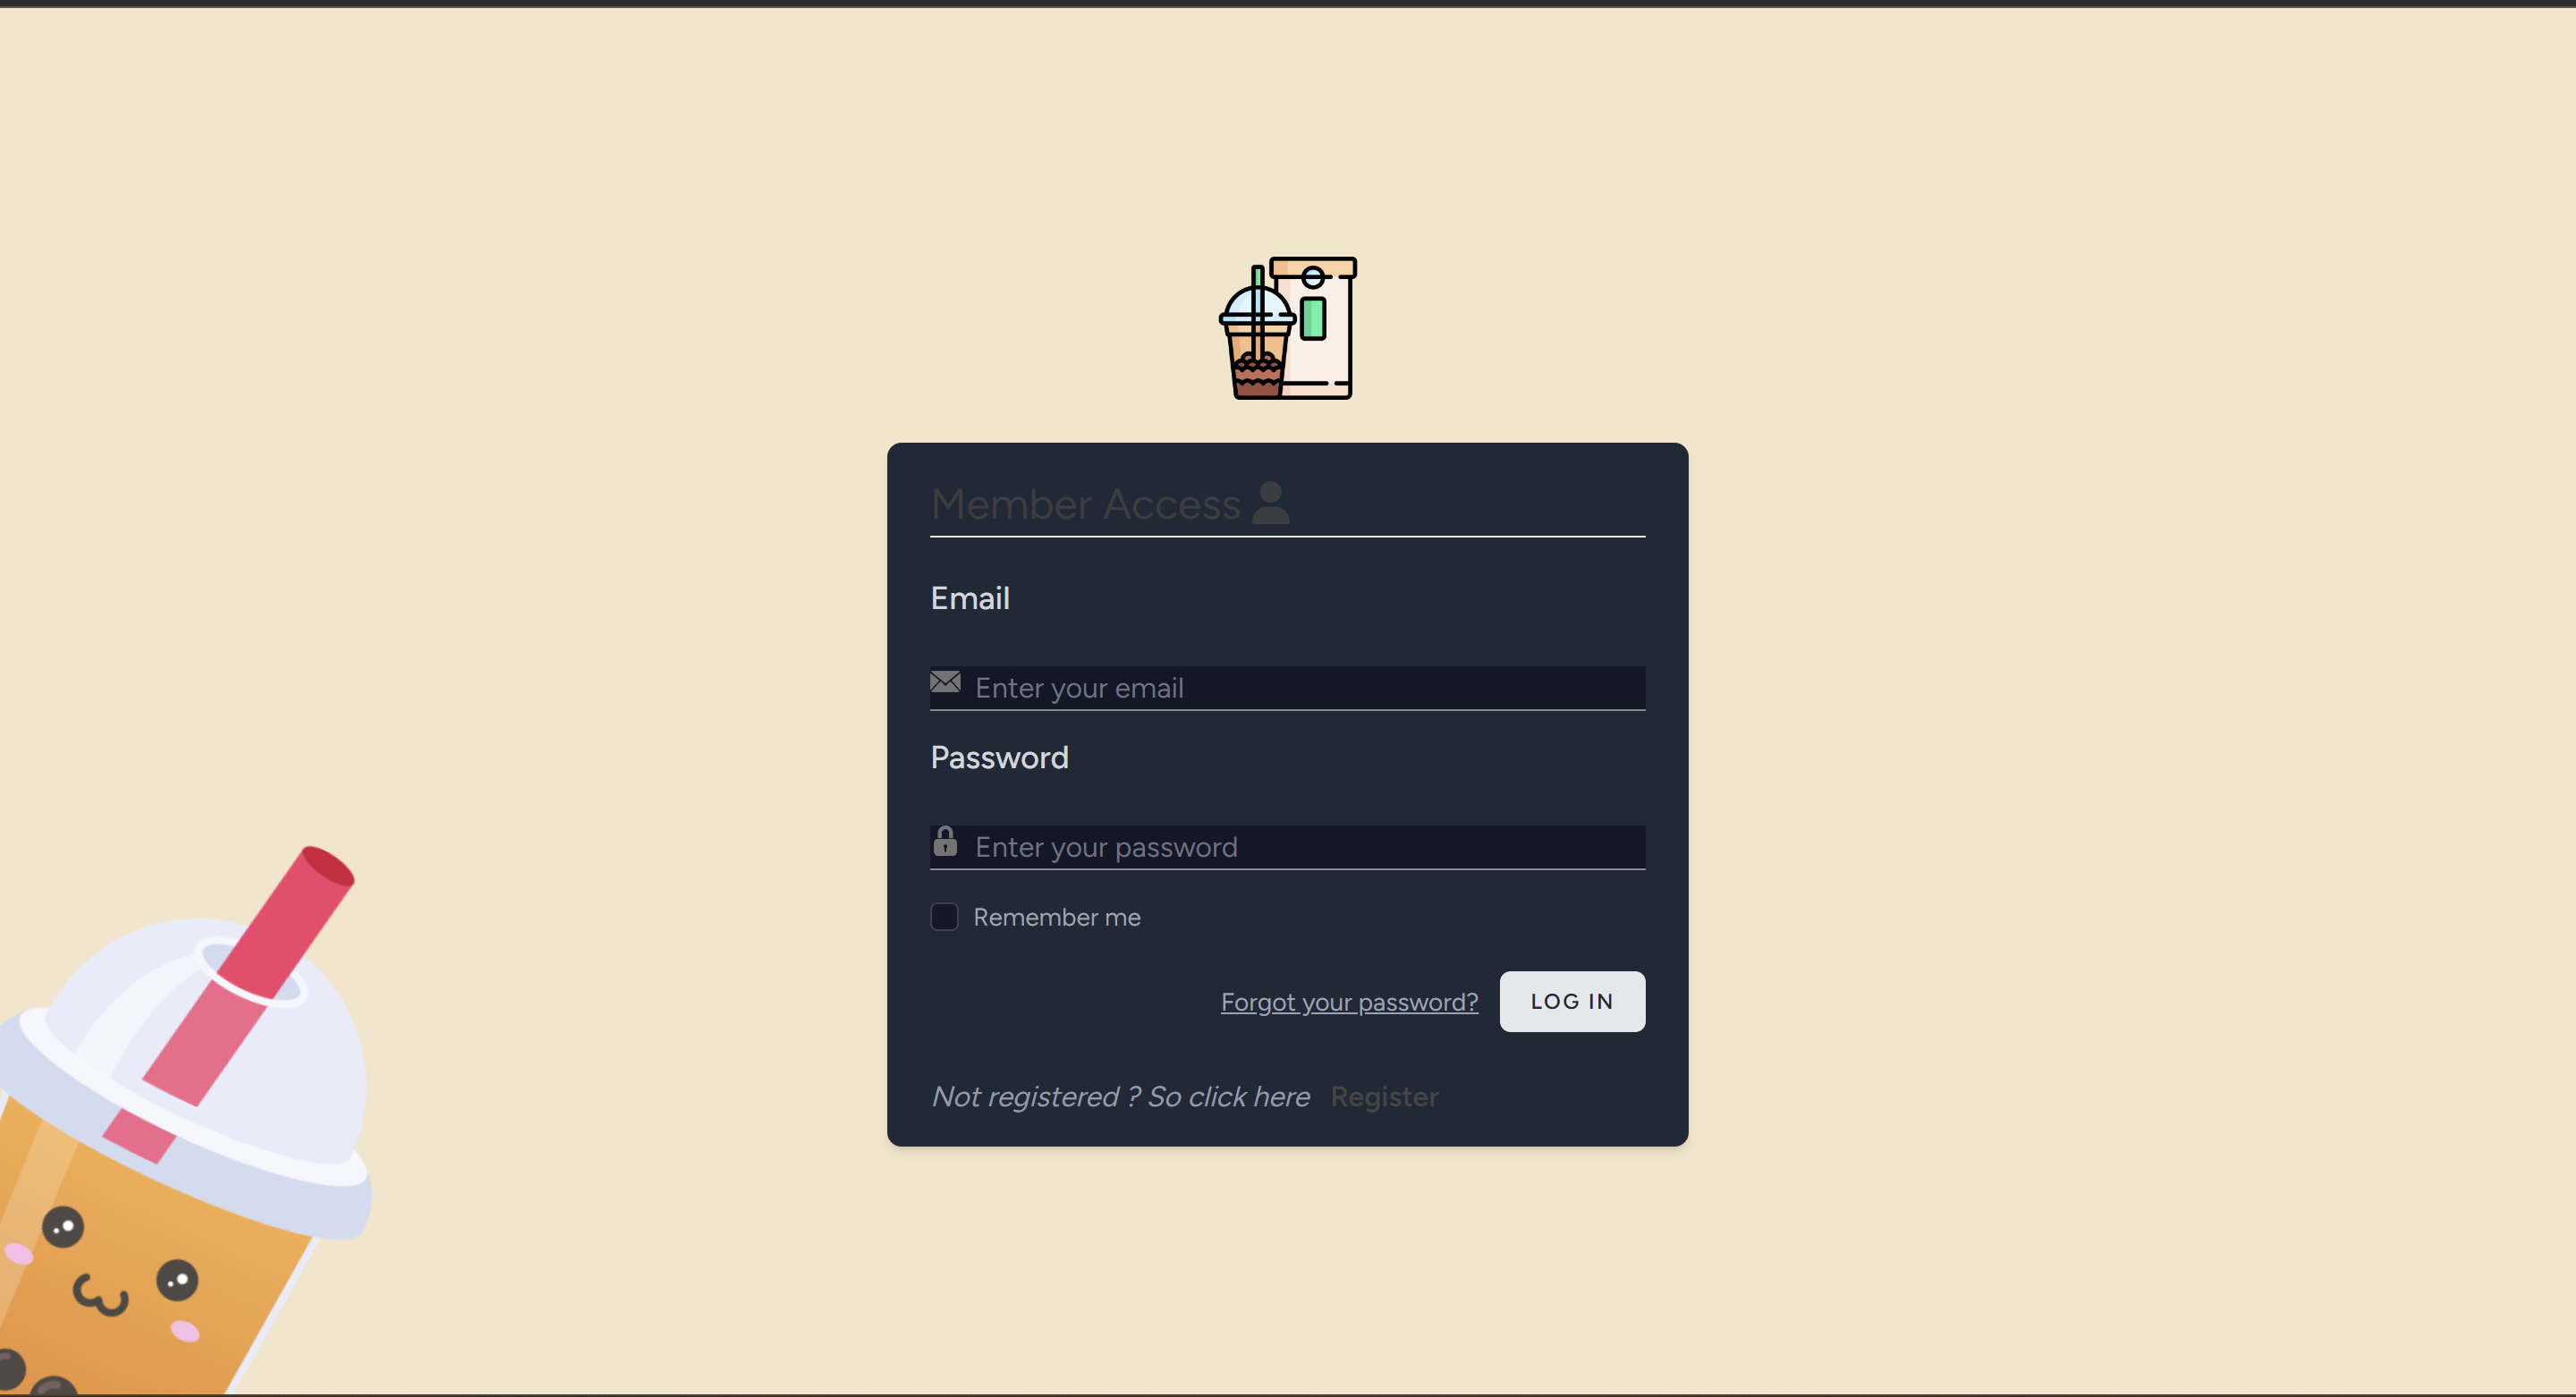 Member Access
Email
Enter your email
Password
Enter your password
Remember me
Forgot your password? LOG IN
Not registered ? So click here Register